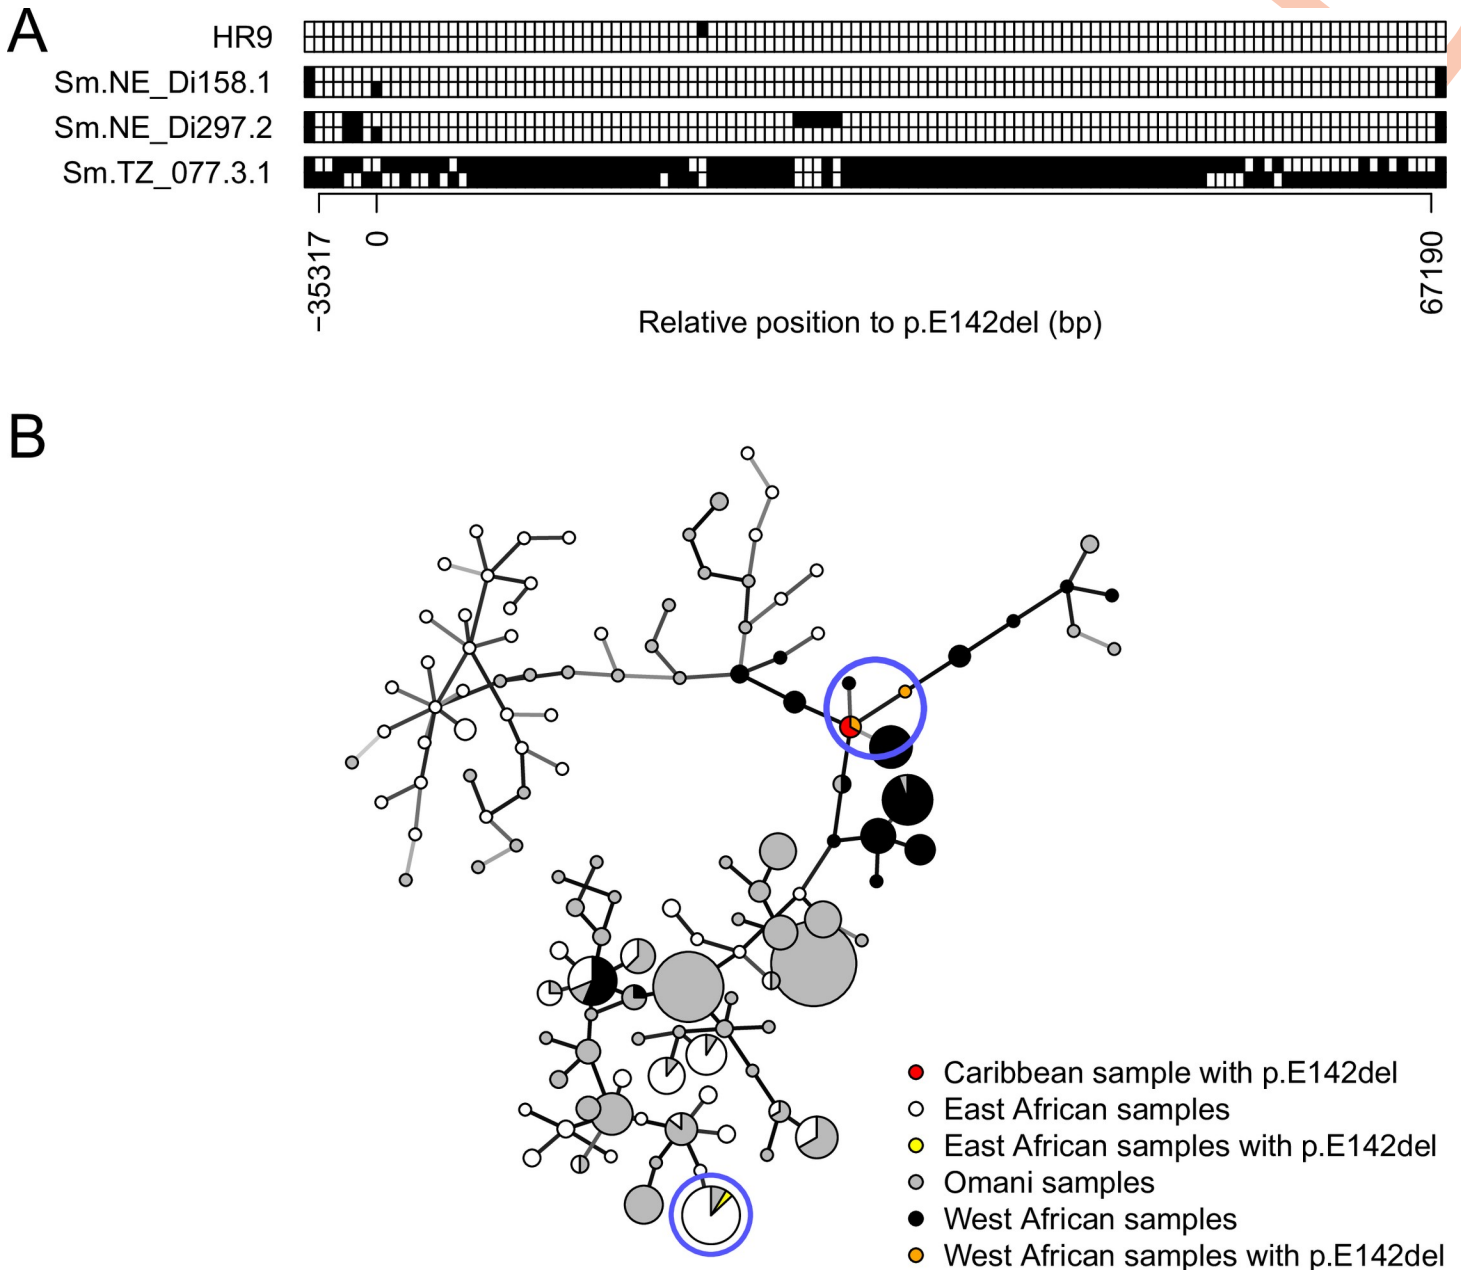 A
HR9
Sm.NE_Di158.1
Sm.NE_Di297.2
Sm.TZ_077.3.1
−35317
0
67190
Relative position to p.E142del (bp)
B
Caribbean sample with p.E142del
East African samples
East African samples with p.E142del
Omani samples
West African samples
West African samples with p.E142del